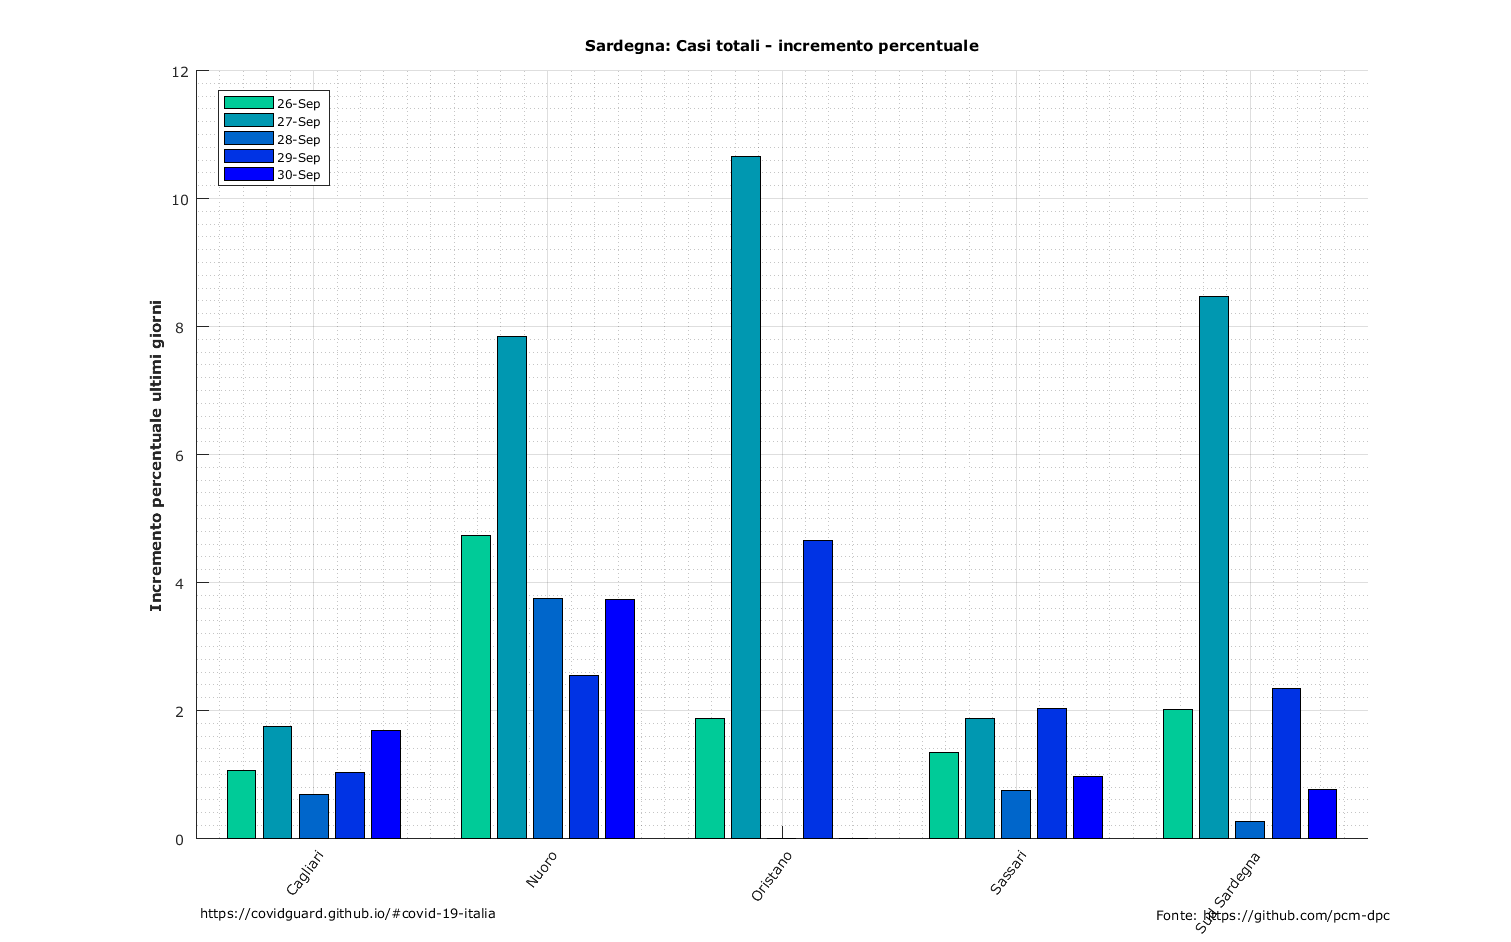 Sardegna: Casi totali - incremento percentuale
Incremento percentuale ultimi giorni
12
10
8
6
4
2
0
26-Sep
27-Sep
28-Sep
29-Sep
30-Sep
Cagliari
Nuoro
Oristano
Sassari
Sud Sardegna
https://covidguard.github.io/#covid-19-italia
Fonte: https://github.com/pcm-dpc